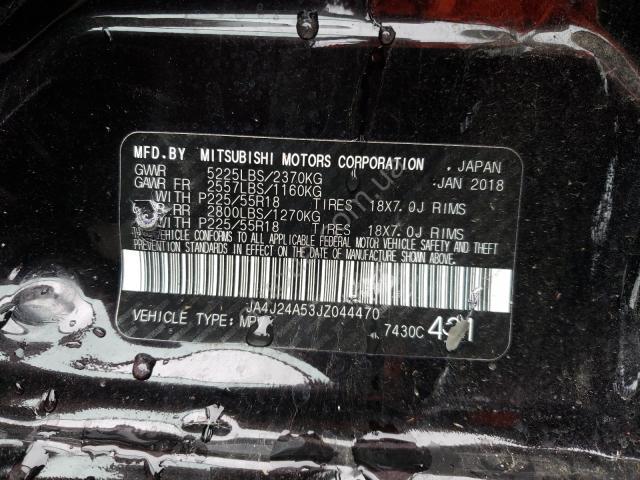 MFD.BY MITSUBISHI MOTORS CORPORATION , JAPAN
GVWR 5225LBS/2370KG JAN 2018
GAWR FR 2557LBS/1160KG
WITH P225/55R18 TIRES 18X7.0J RIMS
RR 2800LBS/1270KG
WITH P225/55R18 TIRES 18X7.0J RIMS
VEHICLE CONFORMS TO ALL APPLICABLE FEDERAL MOTOR VEHICLE SAFETY AND THEFT
PREVENTION STANDARDS IN EFFECT ON THE DATE OF MANUFACTURE SHOWN ABOVE.
JA4J24A53JZ044470
VEHICLE TYPE: 7430C